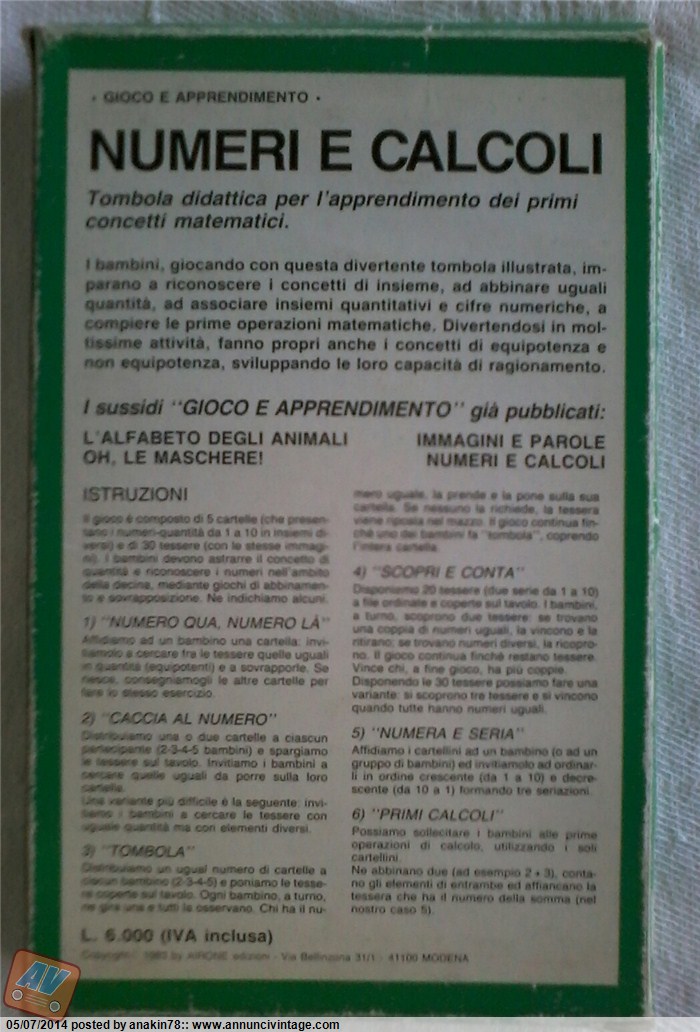 · GIOCO E APPRENDIMENTO ·
NUMERI E CALCOLI
Tombola didattica per l'apprendimento dei primi
concetti matematici.
I bambini, giocando con questa divertente tombola illustrata, im-
parano a riconoscere i concetti di insieme, ad abbinare uguali
quantità, ad associare insiemi quantitativi e cifre numeriche, a
compiere le prime operazioni matematiche. Divertendosi in mol-
tissime attività, fanno propri anche i concetti di equipotenza e
non equipotenza, sviluppando le loro capacità di ragionamento.
I sussidi "GIOCO E APPRENDIMENTO" già pubblicati:
L'ALFABETO DEGLI ANIMALI
OH, LE MASCHERE!
IMMAGINI E PAROLE
NUMERI E CALCOLI
ISTRUZIONI
Il gioco è composto di 5 cartelle (che presen-
tano i numeri-quantità da 1 a 10 in insiemi di-
versi) e di 30 tessere (con le stesse immagi-
ni). I bambini devono astrarre il concetto di
quantità e riconoscere i numeri nell'ambito
della decina, mediante giochi di abbinamen-
to e sovrapposizione. Ne indichiamo alcuni.
1) "NUMERO QUA, NUMERO LÀ"
Affidiamo ad un bambino una cartella: invi-
tiamolo a cercare fra le tessere quelle uguali
in quantità (equipotenti) e a sovrapporle. Se
riesce, consegniamogli le altre cartelle per
fare lo stesso esercizio.
2) "CACCIA AL NUMERO"
Distribuiamo una o due cartelle a ciascun
partecipante (2-3-4-5 bambini) e spargiamo
le tessere sul tavolo. Invitiamo i bambini a
cercare quelle uguali da porre sulla loro
cartella.
Una variante più difficile è la seguente: invi-
tiamo i bambini a cercare le tessere con
uguale quantità ma con elementi diversi.
3) "TOMBOLA"
Distribuiamo un ugual numero di cartelle a
ciascun bambino (2-3-4-5) e poniamo le tesse-
re coperte sul tavolo. Ogni bambino, a turno,
ne gira una e tutti la osservano. Chi ha il nu-
mero uguale, la prende e la pone sulla sua
cartella. Se nessuno la richiede, la tessera
viene riposta nel mazzo. Il gioco continua fin-
ché uno dei bambini fa "tombola", coprendo
l'intera cartella.
4) "SCOPRI E CONTA"
Disponiamo 20 tessere (due serie da 1 a 10)
a file ordinate e coperte sul tavolo. I bambini,
a turno, scoprono due tessere: se trovano
una coppia di numeri uguali, la vincono e la
ritirano; se trovano numeri diversi, la ricopro-
no. Il gioco continua finché restano tessere.
Vince chi, a fine gioco, ha più coppie.
Disponendo le 30 tessere possiamo fare una
variante: si scoprono tre tessere e si vincono
quando tutte hanno numeri uguali.
5) "NUMERA E SERIA"
Affidiamo i cartellini ad un bambino (o ad un
gruppo di bambini) ed invitiamolo ad ordinar-
li in ordine crescente (da 1 a 10) e decre-
scente (da 10 a 1) formando tre seriazioni.
6) "PRIMI CALCOLI"
Possiamo sollecitare i bambini alle prime
operazioni di calcolo, utilizzando i soli
cartellini.
Ne abbinano due (ad esempio 2 + 3), conta-
no gli elementi di entrambe ed affiancano la
tessera che ha il numero della somma (nel
nostro caso 5).
L. 6.000 (IVA inclusa)
Copyright by AIRONE edizioni - Via Bellinzona 31/1 - 41100 MODENA
AV
05/07/2014 posted by anakin78:: www.annuncivintage.com